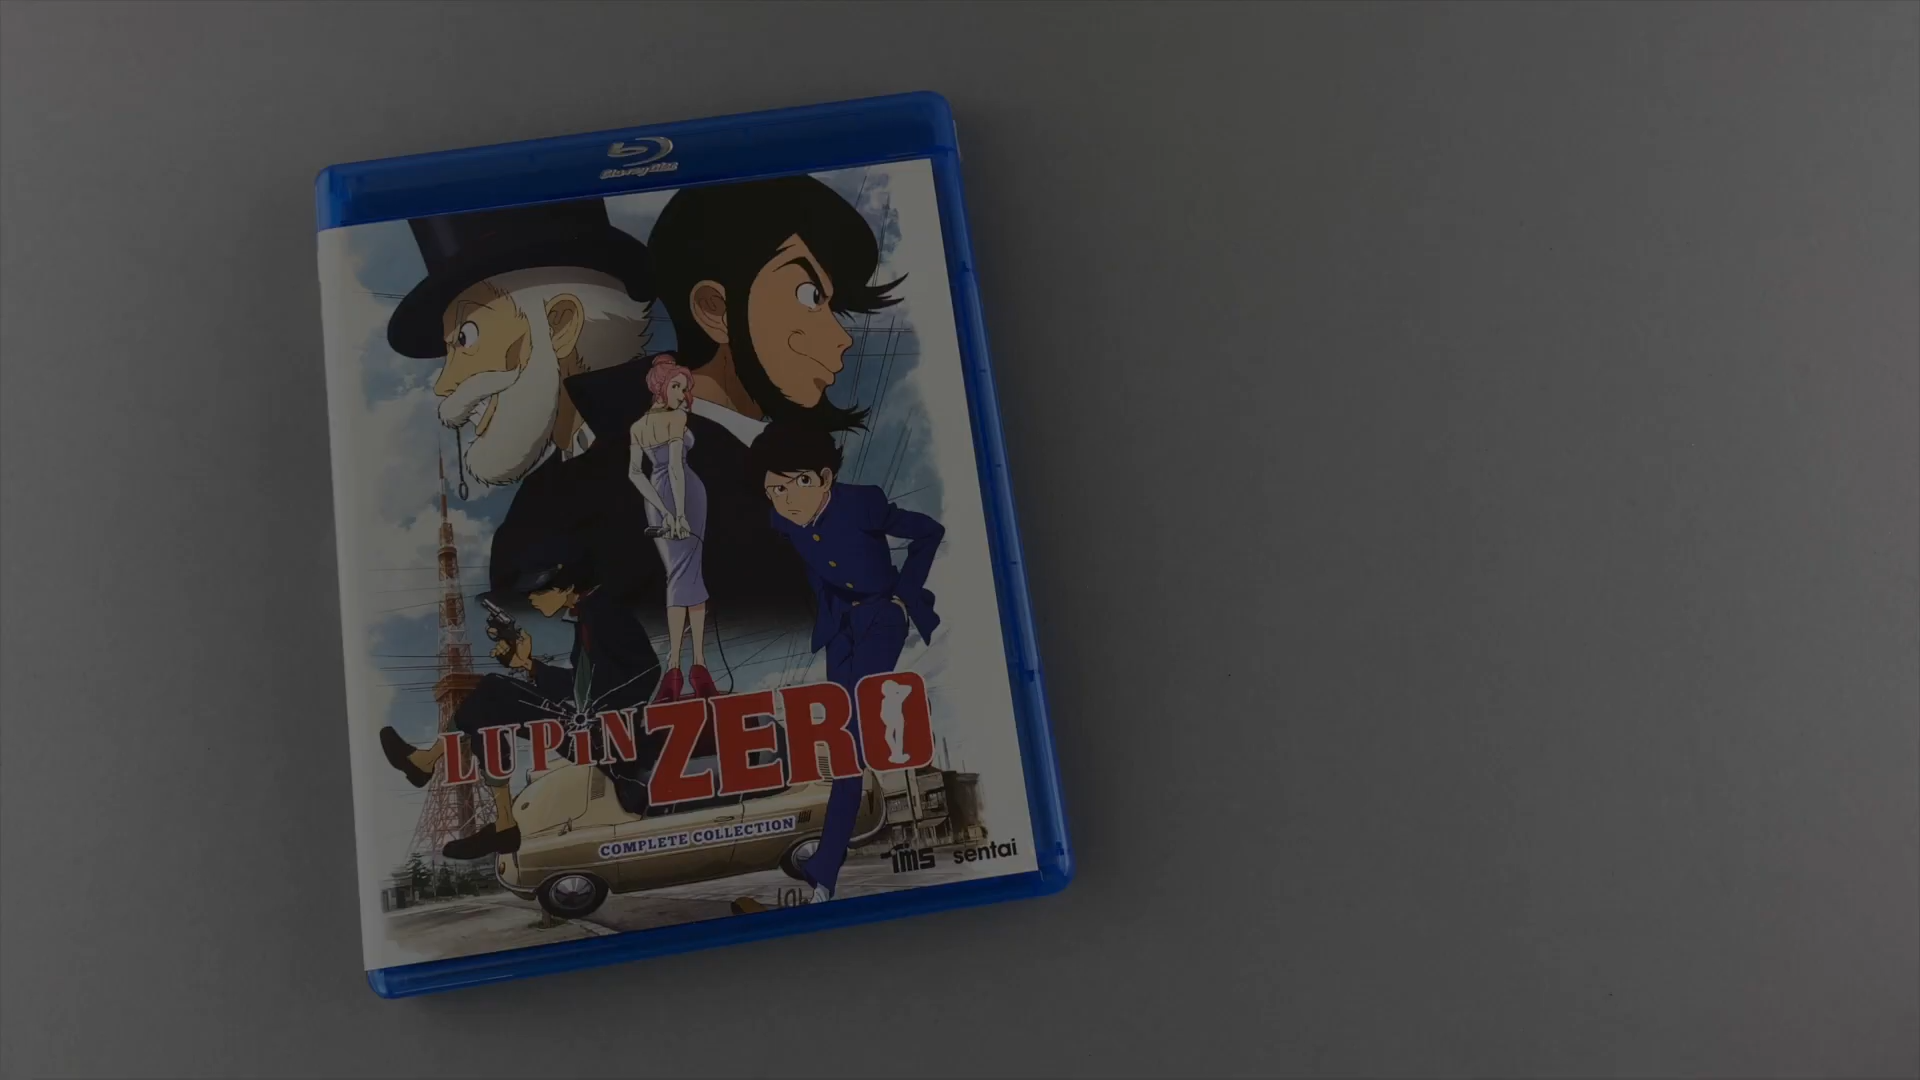 Blu-ray Disc
LUPiN ZERO
COMPLETE COLLECTION
TMS sentai